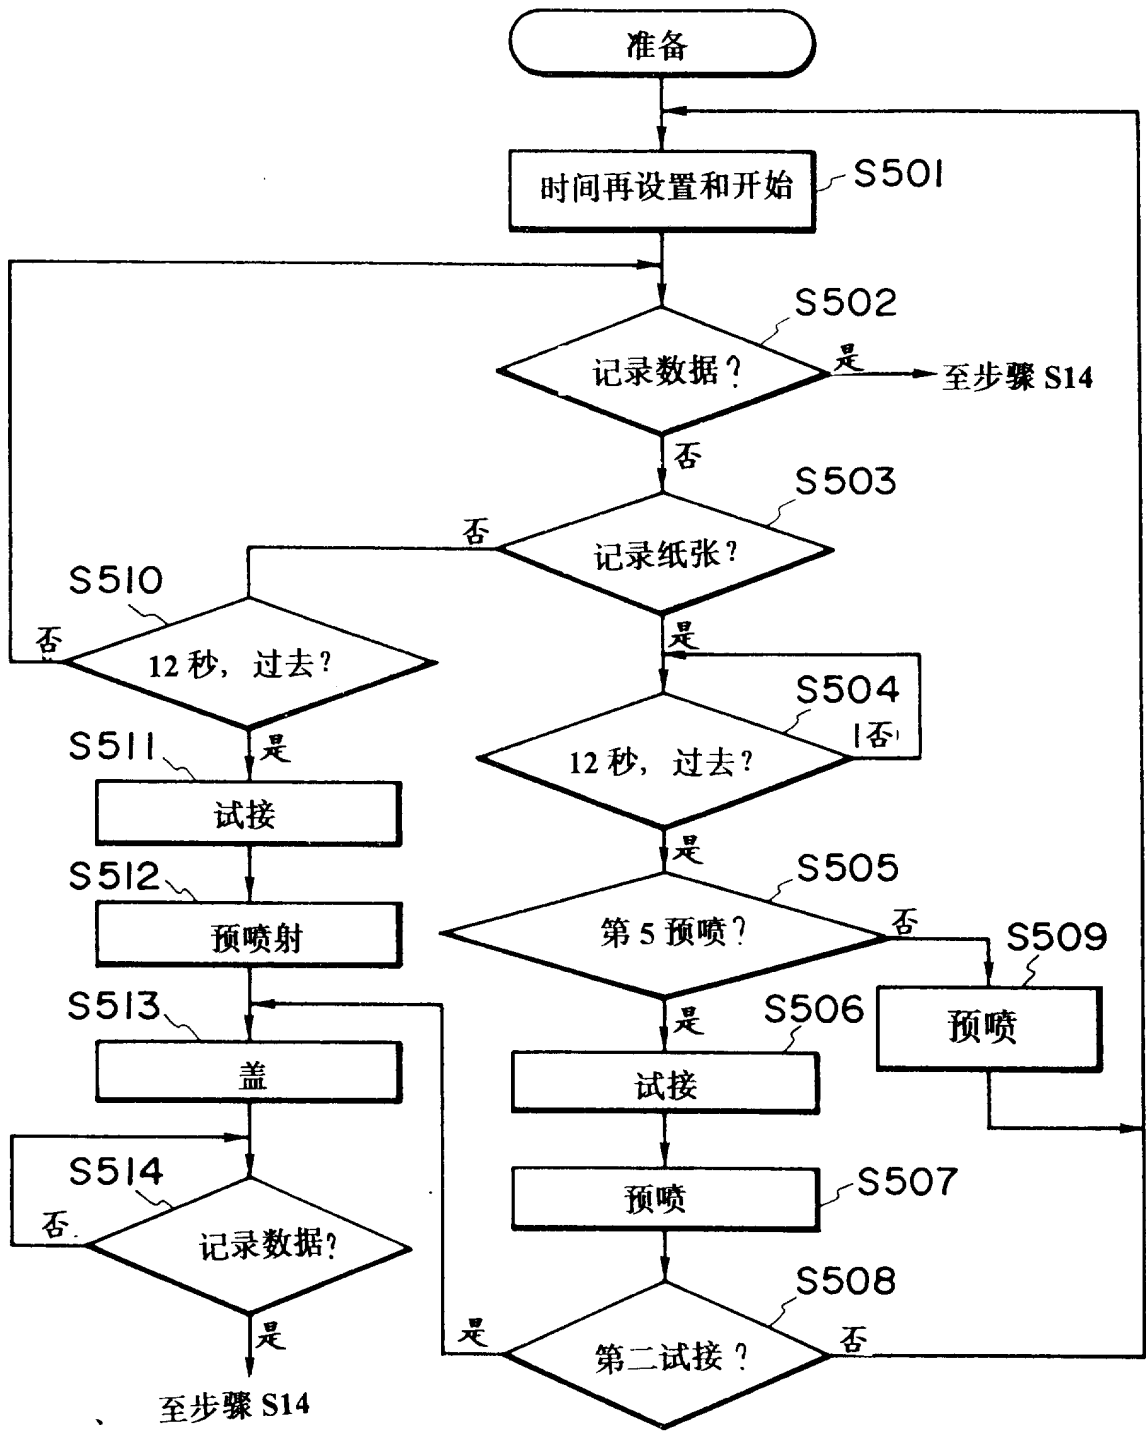 准备
时间再设置和开始
S501
S502
记录数据?
是
至步骤 S14
否
S503
记录纸张?
否
是
S510
12 秒, 过去?
否
是
S504
12 秒, 过去?
否
是
S511
试接
S505
第 5 预喷?
否
是
S509
预喷
S512
预喷射
S506
试接
S513
盖
S507
预喷
S514
记录数据?
否
是
至步骤 S14
S508
第二试接?
是
否